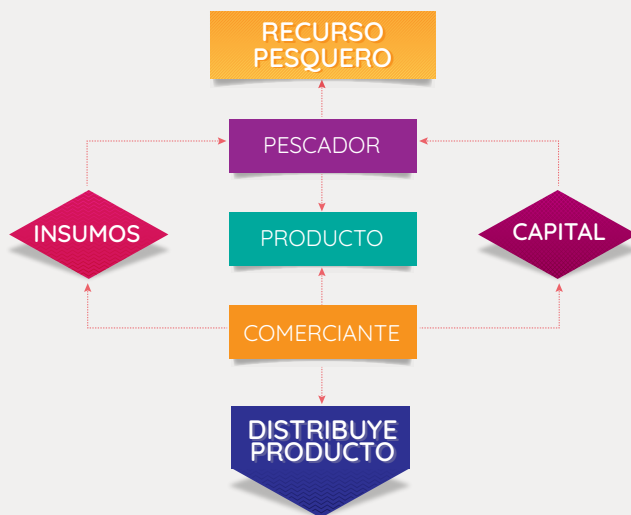 RECURSO
PESQUERO
PESCADOR
INSUMOS
PRODUCTO
CAPITAL
COMERCIANTE
DISTRIBUYE
PRODUCTO